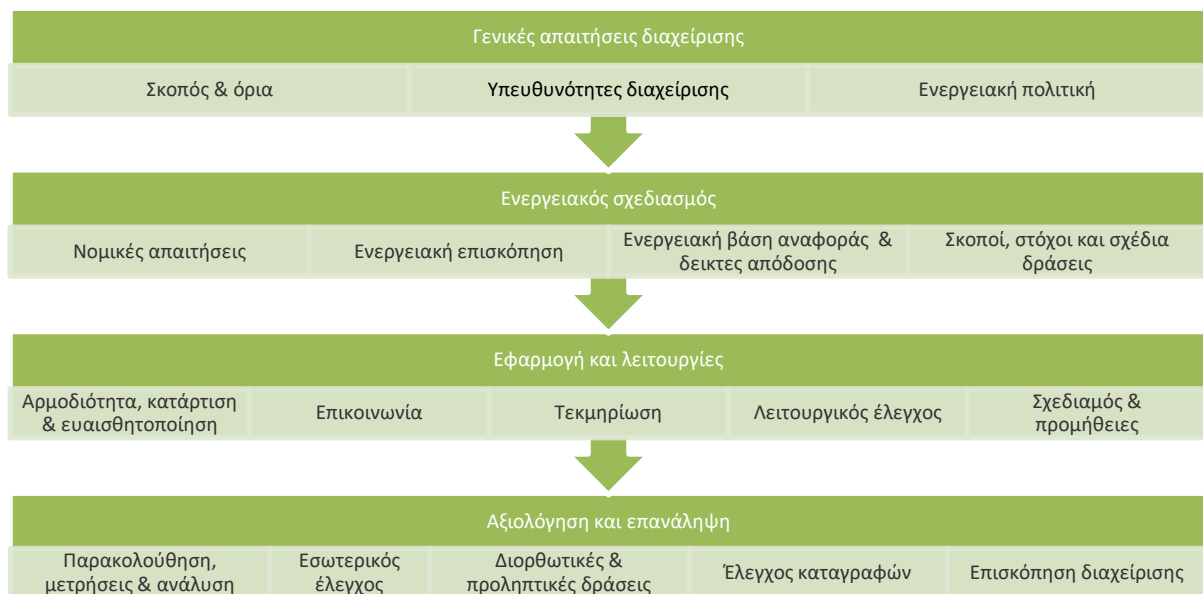 Γενικές απαιτήσεις διαχείρισης
Σκοπός & όρια
Υπευθυνότητες διαχείρισης
Ενεργειακή πολιτική
Ενεργειακός σχεδιασμός
Νομικές απαιτήσεις
Ενεργειακή επισκόπηση
Ενεργειακή βάση αναφοράς &
δεικτες απόδοσης
Σκοποί, στόχοι και σχέδια
δράσεις
Εφαρμογή και λειτουργίες
Αρμοδιότητα, κατάρτιση
& ευαισθητοποίηση
Επικοινωνία
Τεκμηρίωση
Λειτουργικός έλεγχος
Σχεδιαμός &
προμήθειες
Αξιολόγηση και επανάληψη
Παρακολούθηση,
μετρήσεις & ανάλυση
Εσωτερικός
έλεγχος
Διορθωτικές &
προληπτικές δράσεις
Έλεγχος καταγραφών
Επισκόπηση διαχείρισης